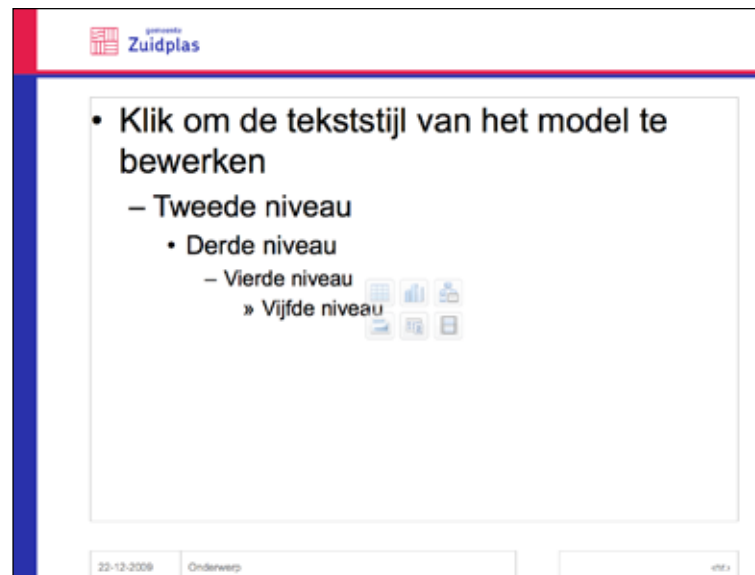 gemeente
Zuidplas
• Klik om de tekststijl van het model te
bewerken
– Tweede niveau
• Derde niveau
– Vierde niveau
» Vijfde niveau
22-12-2009 Onderwerp